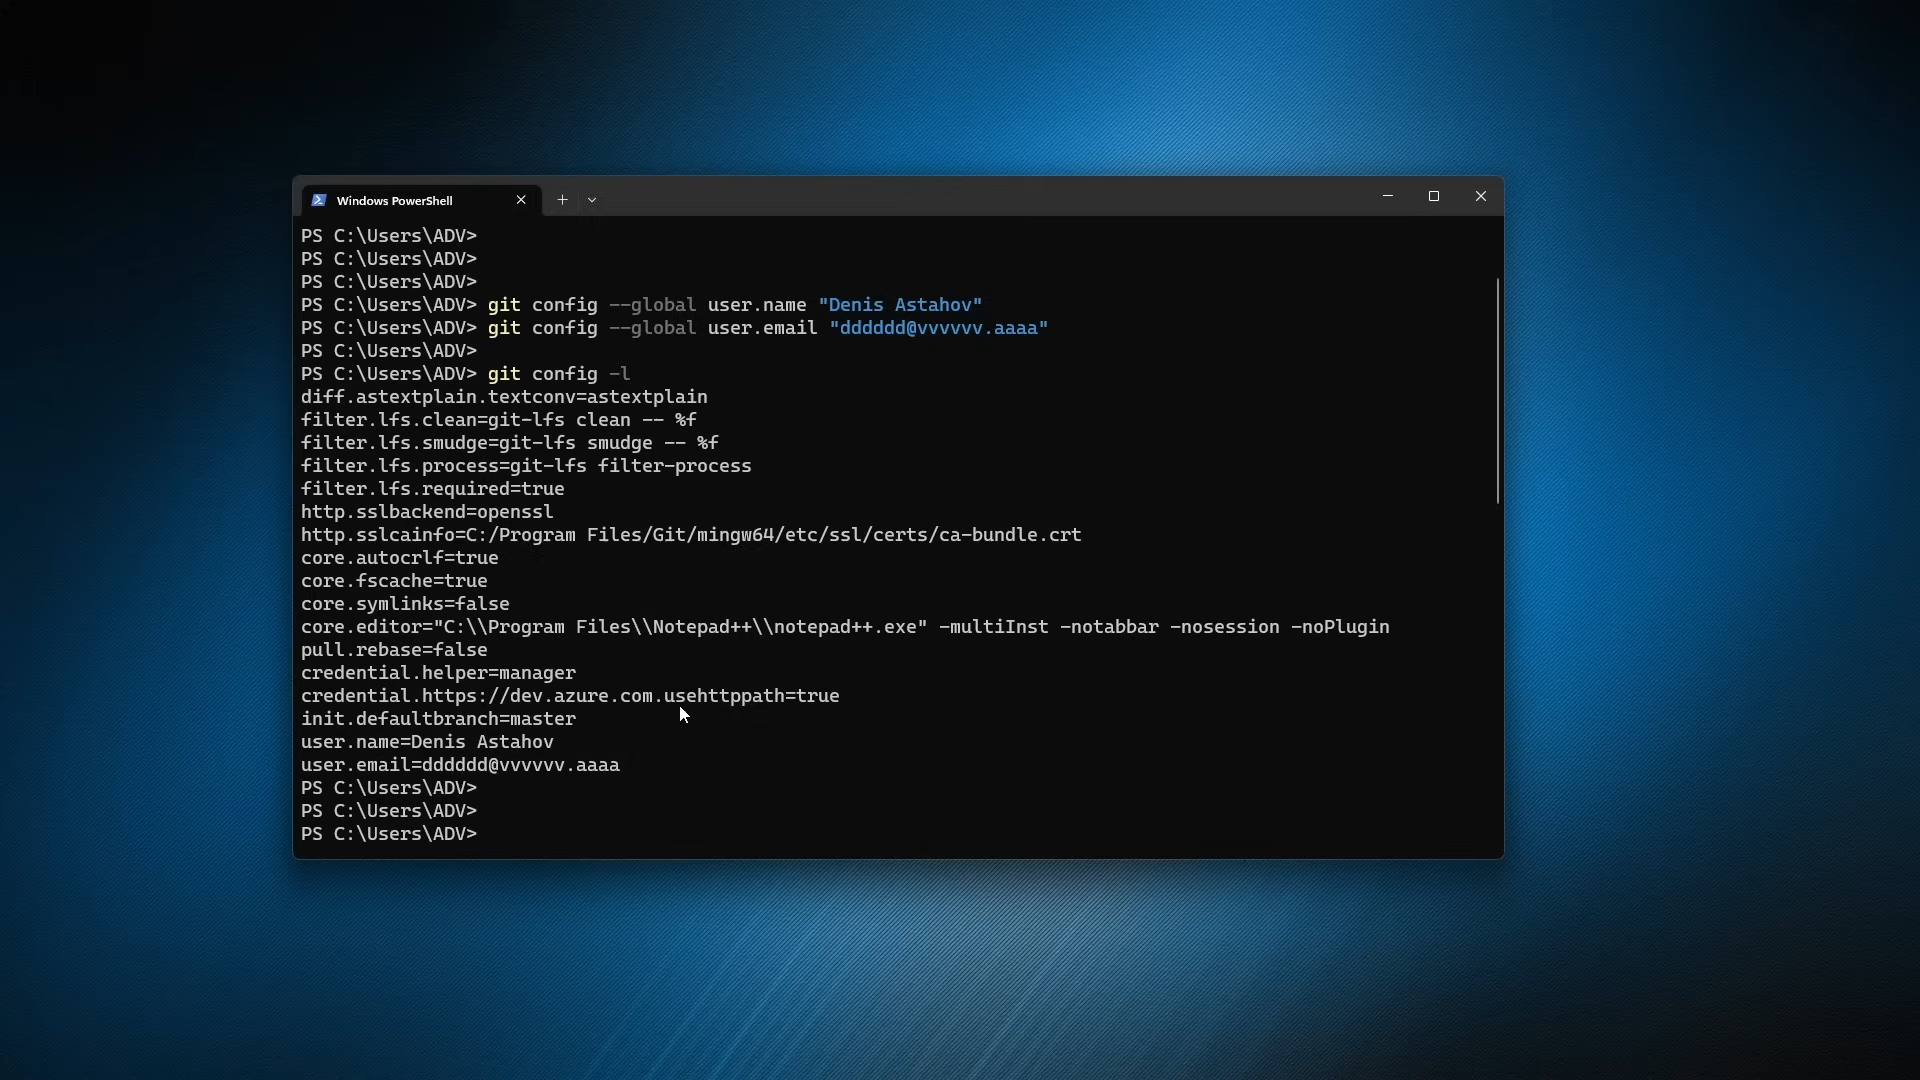 Windows PowerShell
PS C:\Users\ADV>
PS C:\Users\ADV>
PS C:\Users\ADV>
PS C:\Users\ADV> git config --global user.name "Denis Astahov"
PS C:\Users\ADV> git config --global user.email "dddddd@vvvvvv.aaaa"
PS C:\Users\ADV>
PS C:\Users\ADV> git config -l
diff.astextplain.textconv=astextplain
filter.lfs.clean=git-lfs clean -- %f
filter.lfs.smudge=git-lfs smudge -- %f
filter.lfs.process=git-lfs filter-process
filter.lfs.required=true
http.sslbackend=openssl
http.sslcainfo=C:/Program Files/Git/mingw64/etc/ssl/certs/ca-bundle.crt
core.autocrlf=true
core.fscache=true
core.symlinks=false
core.editor="C:\\Program Files\\Notepad++\\notepad++.exe" -multiInst -notabbar -nosession -noPlugin
pull.rebase=false
credential.helper=manager
credential.https://dev.azure.com.usehttppath=true
init.defaultbranch=master
user.name=Denis Astahov
user.email=dddddd@vvvvvv.aaaa
PS C:\Users\ADV>
PS C:\Users\ADV>
PS C:\Users\ADV>